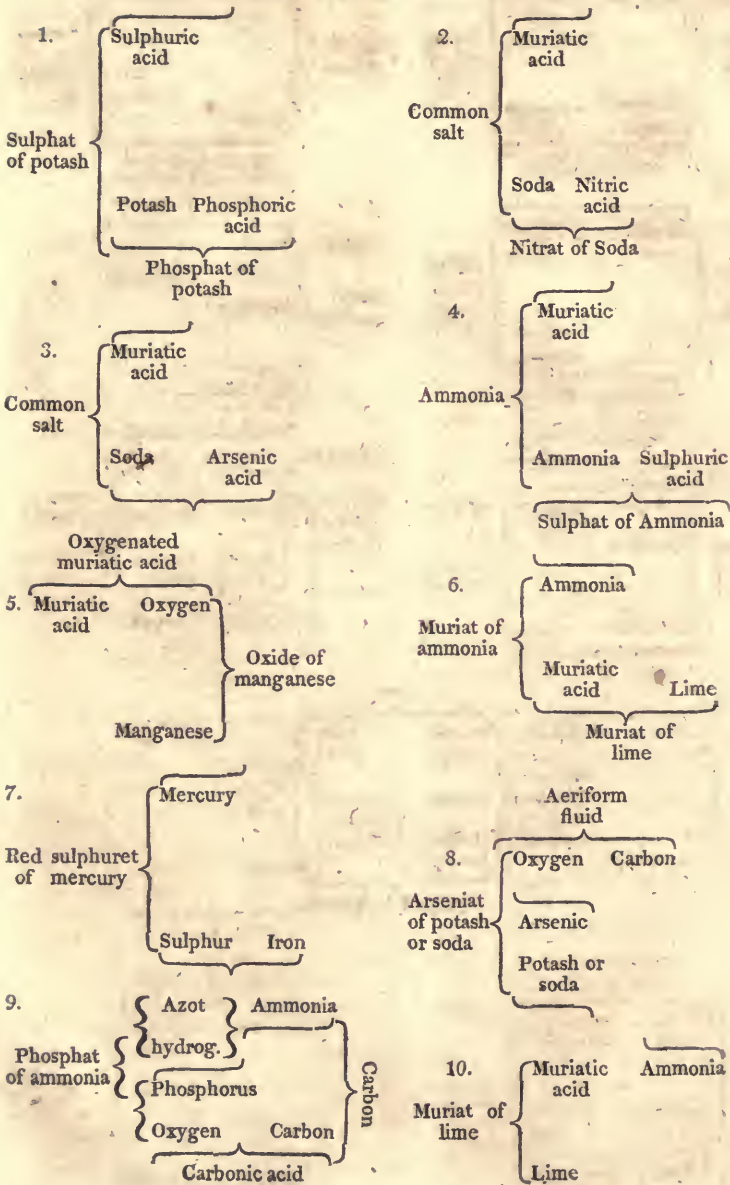 1.
Sulphuric
acid
Sulphat
of potash
Potash Phosphoric
acid
Phosphat of
potash
2.
Muriatic
acid
Common
salt
Soda Nitric
acid
Nitrat of Soda
3.
Muriatic
acid
Common
salt
Soda Arsenic
acid
4.
Muriatic
acid
Ammonia
Ammonia Sulphuric
acid
Sulphat of Ammonia
Oxygenated
muriatic acid
5. Muriatic Oxygen
acid
Oxide of
manganese
Manganese
6.
Ammonia
Muriat of
ammonia
Muriatic
acid Lime
Muriat of
lime
7.
Mercury
Red sulphuret
of mercury
Sulphur Iron
Aeriform
fluid
8. Oxygen Carbon
Arseniat
of potash
or soda
Arsenic
Potash or
soda
9.
Azot Ammonia
hydrog.
Phosphat
of ammonia
Phosphorus
Oxygen Carbon
Carbon
Carbonic acid
10.
Muriatic Ammonia
acid
Muriat of
lime
Lime